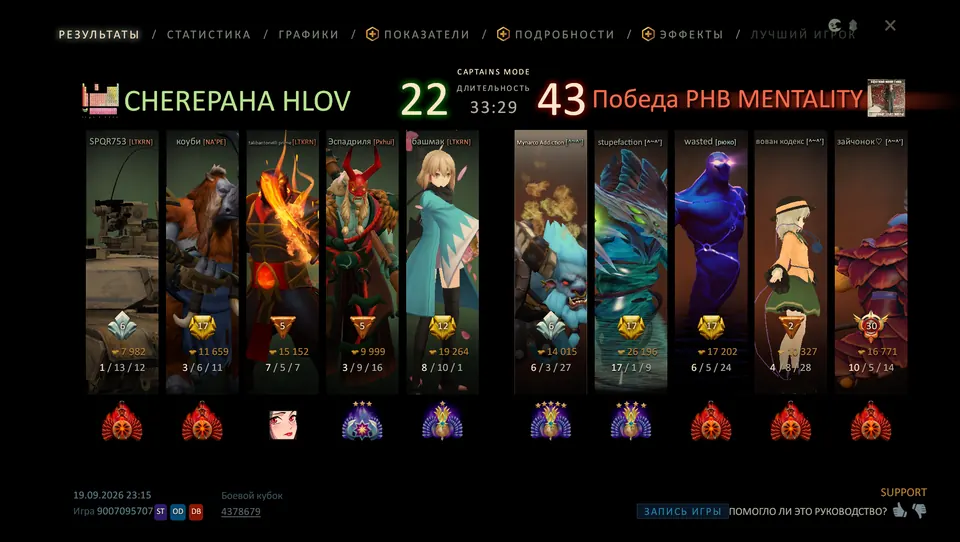 РЕЗУЛЬТАТЫ / СТАТИСТИКА / ГРАФИКИ / ПОКАЗАТЕЛИ / ПОДРОБНОСТИ / ЭФФЕКТЫ / ЛУЧШИЙ ИГРОК
CAPTAINS MODE
CHEREPAHA HLOV 22 ДЛИТЕЛЬНОСТЬ 43 Победа PHB MENTALITY
33:29
SPQR753 [LTKRN] коуби [NA'PE] [LTKRN] Эспадриля [Pxhui] башмак [LTKRN] Mynarco Addiction [^~^] stupefaction [^~^] wasted [рюко] вован кодекс [^~^] зайчонок♡ [^~^]
6 17 5 5 12 6 17 17 2 30
7 982 11 659 15 152 9 999 19 264 14 015 26 196 17 202 327 16 771
1 / 13 / 12 3 / 6 / 11 7 / 5 / 7 3 / 9 / 16 8 / 10 / 1 6 / 3 / 27 17 / 1 / 9 6 / 5 / 24 4 / 8 / 28 10 / 5 / 14
19.09.2026 23:15 Боевой кубок
Игра 9007095707 ST OD DB 4378679
SUPPORT
ЗАПИСЬ ИГРЫ ПОМОГЛО ЛИ ЭТО РУКОВОДСТВО?